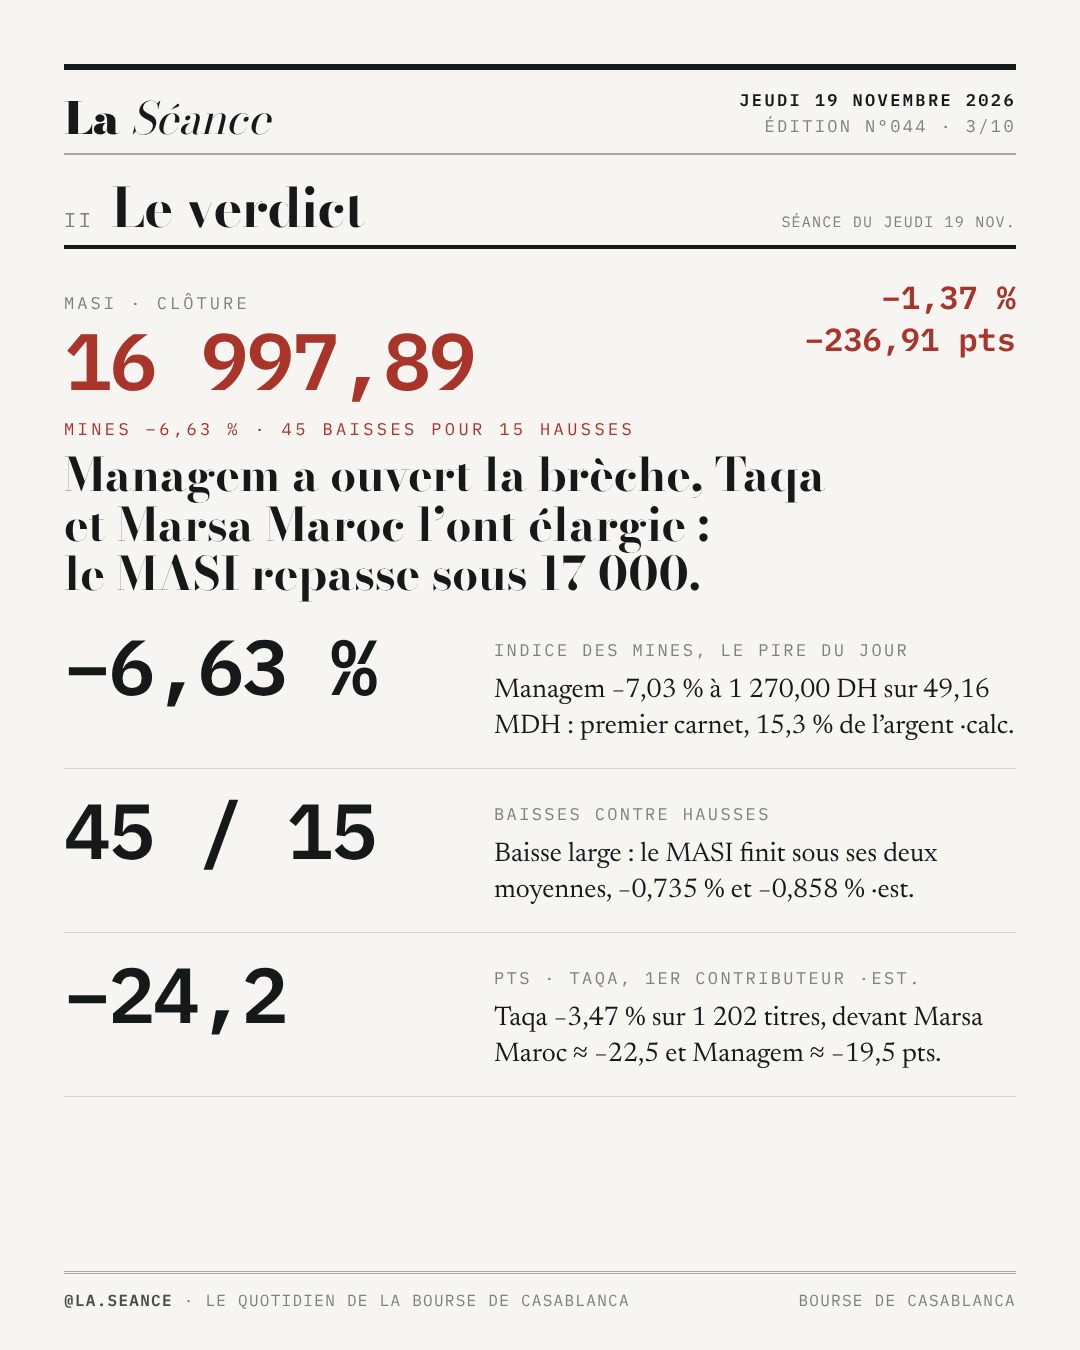 La Séance
JEUDI 19 NOVEMBRE 2026
ÉDITION N°044 · 3/10
II Le verdict
SÉANCE DU JEUDI 19 NOV.
MASI · CLÔTURE
16 997,89
−1,37 %
−236,91 pts
MINES −6,63 % · 45 BAISSES POUR 15 HAUSSES
Managem a ouvert la brèche, Taqa
et Marsa Maroc l’ont élargie :
le MASI repasse sous 17 000.
−6,63 %
INDICE DES MINES, LE PIRE DU JOUR
Managem −7,03 % à 1 270,00 DH sur 49,16
MDH : premier carnet, 15,3 % de l’argent ·calc.
45 / 15
BAISSES CONTRE HAUSSES
Baisse large : le MASI finit sous ses deux
moyennes, −0,735 % et −0,858 % ·est.
−24,2
PTS · TAQA, 1ER CONTRIBUTEUR ·EST.
Taqa −3,47 % sur 1 202 titres, devant Marsa
Maroc ≈ −22,5 et Managem ≈ −19,5 pts.
@LA.SEANCE · LE QUOTIDIEN DE LA BOURSE DE CASABLANCA
BOURSE DE CASABLANCA